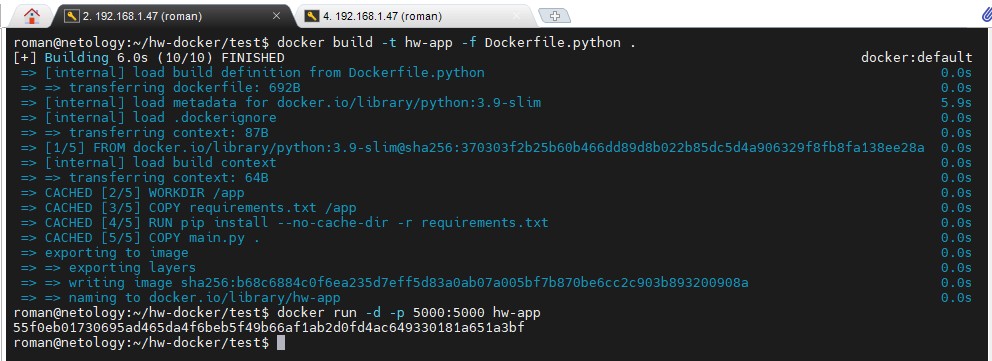 2. 192.168.1.47 (roman)
4. 192.168.1.47 (roman)
roman@netology:~/hw-docker/test$ docker build -t hw-app -f Dockerfile.python .
[+] Building 6.0s (10/10) FINISHED docker:default
=> [internal] load build definition from Dockerfile.python 0.0s
=> => transferring dockerfile: 692B 0.0s
=> [internal] load metadata for docker.io/library/python:3.9-slim 5.9s
=> [internal] load .dockerignore 0.0s
=> => transferring context: 87B 0.0s
=> [1/5] FROM docker.io/library/python:3.9-slim@sha256:370303f2b25b60b466dd89d8b022b85dc5d4a906329f8fb8fa138ee28a 0.0s
=> [internal] load build context 0.0s
=> => transferring context: 64B 0.0s
=> CACHED [2/5] WORKDIR /app 0.0s
=> CACHED [3/5] COPY requirements.txt /app 0.0s
=> CACHED [4/5] RUN pip install --no-cache-dir -r requirements.txt 0.0s
=> CACHED [5/5] COPY main.py . 0.0s
=> exporting to image 0.0s
=> => exporting layers 0.0s
=> => writing image sha256:b68c6884c0f6ea235d7eff5d83a0ab07a005bf7b870be6cc2c903b893200908a 0.0s
=> => naming to docker.io/library/hw-app 0.0s
roman@netology:~/hw-docker/test$ docker run -d -p 5000:5000 hw-app
55f0eb01730695ad465da4f6beb5f49b66af1ab2d0fd4ac649330181a651a3bf
roman@netology:~/hw-docker/test$